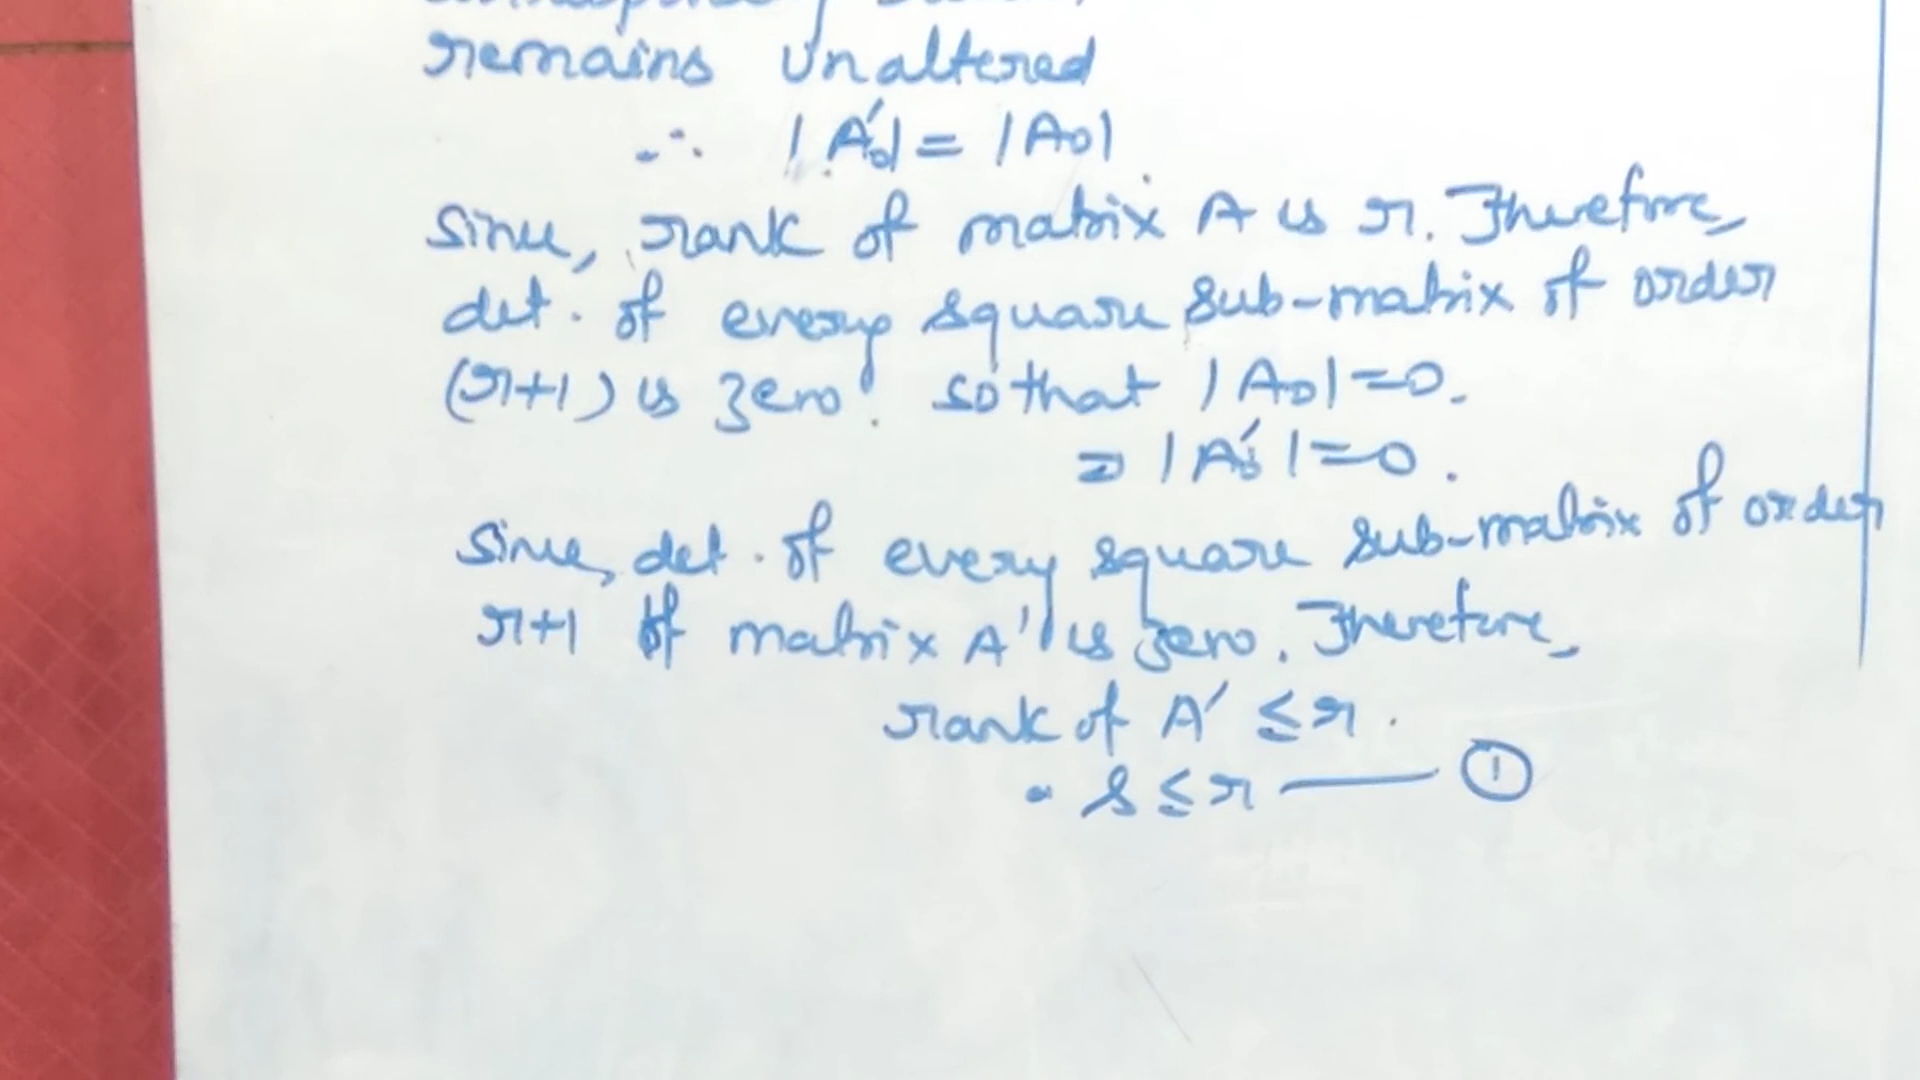 remains unaltered
∴ |A₀'| = |A₀|
Since, rank of matrix A is r. Therefore,
det. of every square sub-matrix of order
(r+1) is zero. so that |A₀|=0.
⇒ |A₀'|=0.
Since, det. of every square sub-matrix of order
r+1 of matrix A' is zero. Therefore,
rank of A' ≤ r.
s ≤ r — ①